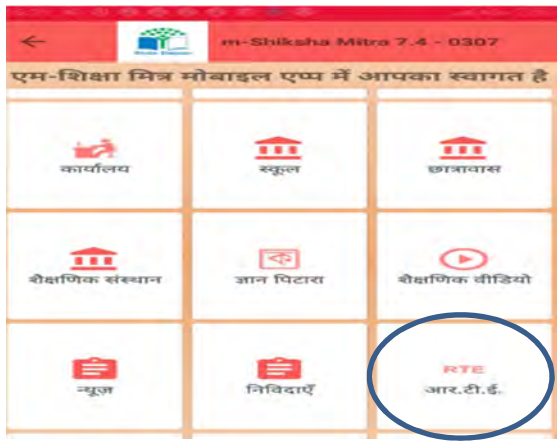 m-Shiksha Mitra 7.4 - 0307
एम-शिक्षा मित्र मोबाइल एप्प में आपका स्वागत है
कार्यालय
स्कूल
छात्रावास
शैक्षणिक संस्थान
ज्ञान पिटारा
शैक्षणिक वीडियो
RTE
न्यूज़
निविदाएँ
आर.टी.ई.